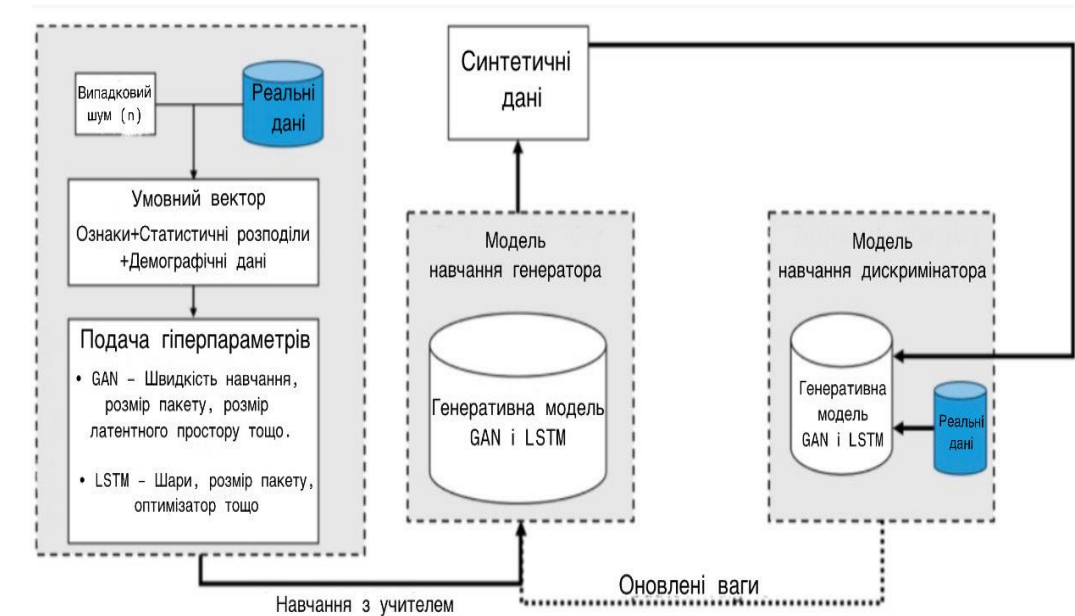 Випадковий
шум (n)
Реальні
дані
Умовний вектор
Ознаки+Статистичні розподіли
+Демографічні дані
Подача гіперпараметрів
• GAN – Швидкість навчання,
розмір пакету, розмір
латентного простору тощо.
• LSTM – Шари, розмір пакету,
оптимізатор тощо
Навчання з учителем
Синтетичні
дані
Модель
навчання генератора
Генеративна модель
GAN і LSTM
Модель
навчання дискримінатора
Генеративна
модель
GAN і LSTM
Реальні
дані
Оновлені ваги